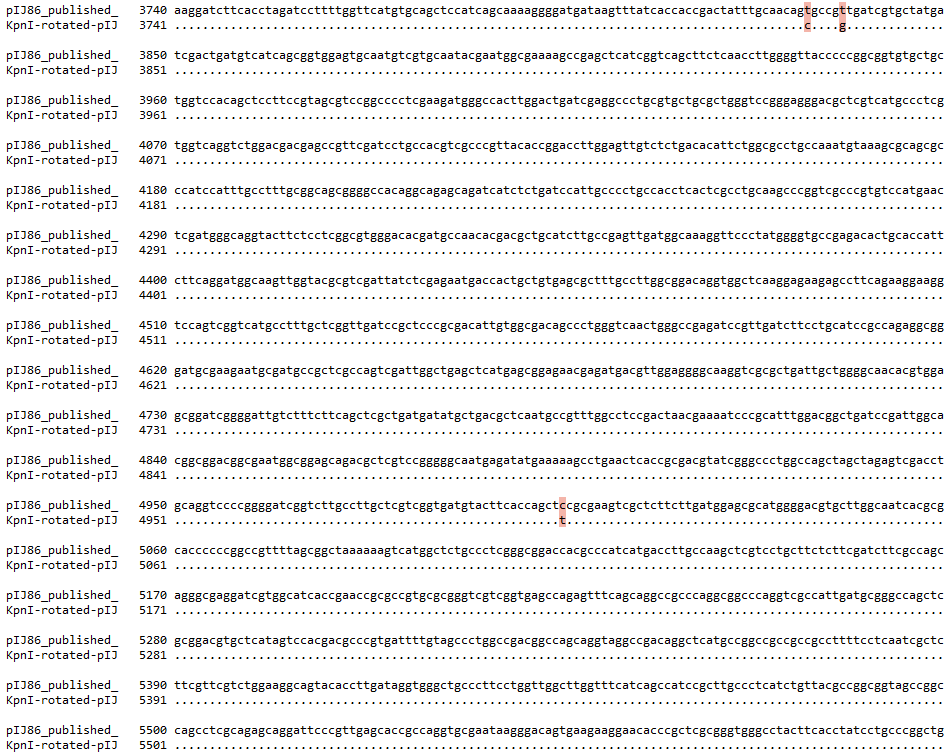 pIJ86_published_ 3740 aaggatcttcacctagatccttttggttcatgtgcagctccatcagcaaaaggggatgataagtttatcaccaccgactatttgcaacagtgccgttgatcgtgctatga
KpnI-rotated-pIJ 3741 ..........................................................................................c....g..............
pIJ86_published_ 3850 tcgactgatgtcatcagcggtggagtgcaatgtcgtgcaatacgaatggcgaaaagccgagctcatcggtcagcttctcaaccttggggttacccccggcggtgtgctgc
KpnI-rotated-pIJ 3851 ..............................................................................................................
pIJ86_published_ 3960 tggtccacagctccttccgtagcgtccggcccctcgaagatgggccacttggactgatcgaggccctgcgtgctgcgctgggtccgggagggacgctcgtcatgccctcg
KpnI-rotated-pIJ 3961 ..............................................................................................................
pIJ86_published_ 4070 tggtcaggtctggacgacgagccgttcgatcctgccacgtcgcccgttacaccggaccttggagttgtctctgacacattctggcgcctgccaaatgtaaagcgcagcgc
KpnI-rotated-pIJ 4071 ..............................................................................................................
pIJ86_published_ 4180 ccatccatttgcctttgcggcagcggggccacaggcagagcagatcatctctgatccattgcccctgccacctcactcgcctgcaagcccggtcgcccgtgtccatgaac
KpnI-rotated-pIJ 4181 ..............................................................................................................
pIJ86_published_ 4290 tcgatgggcaggtacttctcctcggcgtgggacacgatgccaacacgacgctgcatcttgccgagttgatggcaaaggttccctatggggtgccgagacactgcaccatt
KpnI-rotated-pIJ 4291 ..............................................................................................................
pIJ86_published_ 4400 cttcaggatggcaagttggtacgcgtcgattatctcgagaatgaccactgctgtgagcgctttgccttggcggacaggtggctcaaggagaagagccttcagaaggaagg
KpnI-rotated-pIJ 4401 ..............................................................................................................
pIJ86_published_ 4510 tccagtcggtcatgcctttgctcggttgatccgctcccgcgacattgtggcgacagccctgggtcaactgggccgagatccgttgatcttcctgcatccgccagaggcgg
KpnI-rotated-pIJ 4511 ..............................................................................................................
pIJ86_published_ 4620 gatgcgaagaatgcgatgccgctcgccagtcgattggctgagctcatgagcggagaacgagatgacgttggaggggcaaggtcgcgctgattgctggggcaacacgtgga
KpnI-rotated-pIJ 4621 ..............................................................................................................
pIJ86_published_ 4730 gcggatcggggattgtctttcttcagctcgctgatgatatgctgacgctcaatgccgtttggcctccgactaacgaaaatcccgcatttggacggctgatccgattggca
KpnI-rotated-pIJ 4731 ..............................................................................................................
pIJ86_published_ 4840 cggcggacggcgaatggcggagcagacgctcgtccgggggcaatgagatatgaaaaagcctgaactcaccgcgacgtatcgggccctggccagctagctagagtcgacct
KpnI-rotated-pIJ 4841 ..............................................................................................................
pIJ86_published_ 4950 gcaggtccccggggatcggtcttgccttgctcgtcggtgatgtacttcaccagctccgcgaagtcgctcttcttgatggagcgcatggggacgtgcttggcaatcacgcg
KpnI-rotated-pIJ 4951 .......................................................t......................................................
pIJ86_published_ 5060 caccccccggccgttttagcggctaaaaaagtcatggctctgccctcgggcggaccacgcccatcatgaccttgccaagctcgtcctgcttctcttcgatcttcgccagc
KpnI-rotated-pIJ 5061 ..............................................................................................................
pIJ86_published_ 5170 agggcgaggatcgtggcatcaccgaaccgcgccgtgcgcgggtcgtcggtgagccagagtttcagcaggccgcccaggcggcccaggtcgccattgatgcgggccagctc
KpnI-rotated-pIJ 5171 ..............................................................................................................
pIJ86_published_ 5280 gcggacgtgctcatagtccacgacgcccgtgattttgtagccctggccgacggccagcaggtaggccgacaggctcatgccggccgccgccgccttttcctcaatcgctc
KpnI-rotated-pIJ 5281 ..............................................................................................................
pIJ86_published_ 5390 ttcgttcgtctggaaggcagtacaccttgataggtgggctgcccttcctggttggcttggtttcatcagccatccgcttgccctcatctgttacgccggcggtagccggc
KpnI-rotated-pIJ 5391 ..............................................................................................................
pIJ86_published_ 5500 cagcctcgcagagcaggattcccgttgagcaccgccaggtgcgaataagggacagtgaagaaggaacacccgctcgcgggtgggcctacttcacctatcctgcccggctg
KpnI-rotated-pIJ 5501 ..............................................................................................................